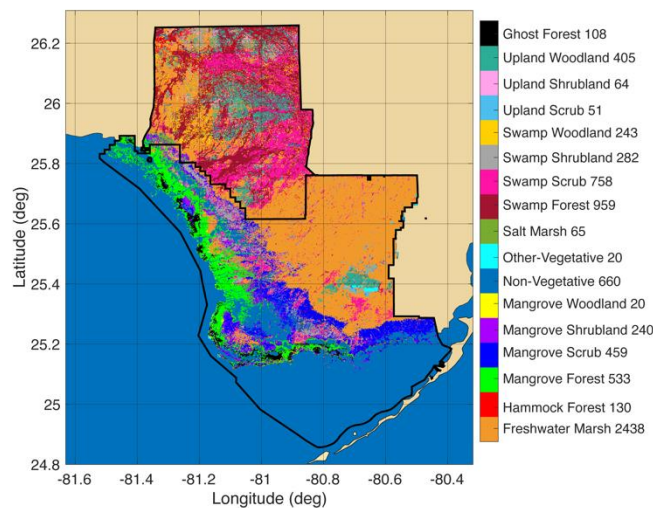 26.2
26
25.8
25.6
25.4
25.2
25
24.8
Latitude (deg)
-81.6 -81.4 -81.2 -81 -80.8 -80.6 -80.4
Longitude (deg)
Ghost Forest 108
Upland Woodland 405
Upland Shrubland 64
Upland Scrub 51
Swamp Woodland 243
Swamp Shrubland 282
Swamp Scrub 758
Swamp Forest 959
Salt Marsh 65
Other-Vegetative 20
Non-Vegetative 660
Mangrove Woodland 20
Mangrove Shrubland 240
Mangrove Scrub 459
Mangrove Forest 533
Hammock Forest 130
Freshwater Marsh 2438